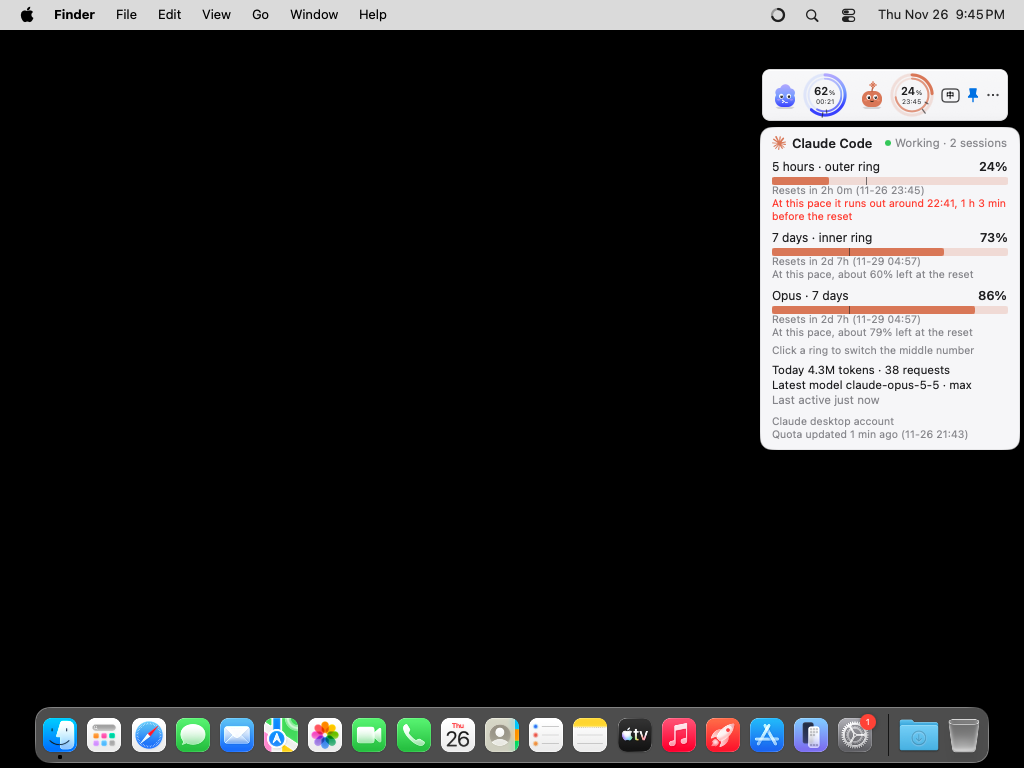 Finder File Edit View Go Window Help Thu Nov 26 9:45 PM
62% 24% 中
00:21 23:45
Claude Code Working · 2 sessions
5 hours · outer ring 24%
Resets in 2h 0m (11-26 23:45)
At this pace it runs out around 22:41, 1 h 3 min
before the reset
7 days · inner ring 73%
Resets in 2d 7h (11-29 04:57)
At this pace, about 60% left at the reset
Opus · 7 days 86%
Resets in 2d 7h (11-29 04:57)
At this pace, about 79% left at the reset
Click a ring to switch the middle number
Today 4.3M tokens · 38 requests
Latest model claude-opus-5-5 · max
Last active just now
Claude desktop account
Quota updated 1 min ago (11-26 21:43)
Thu 1
26 tv